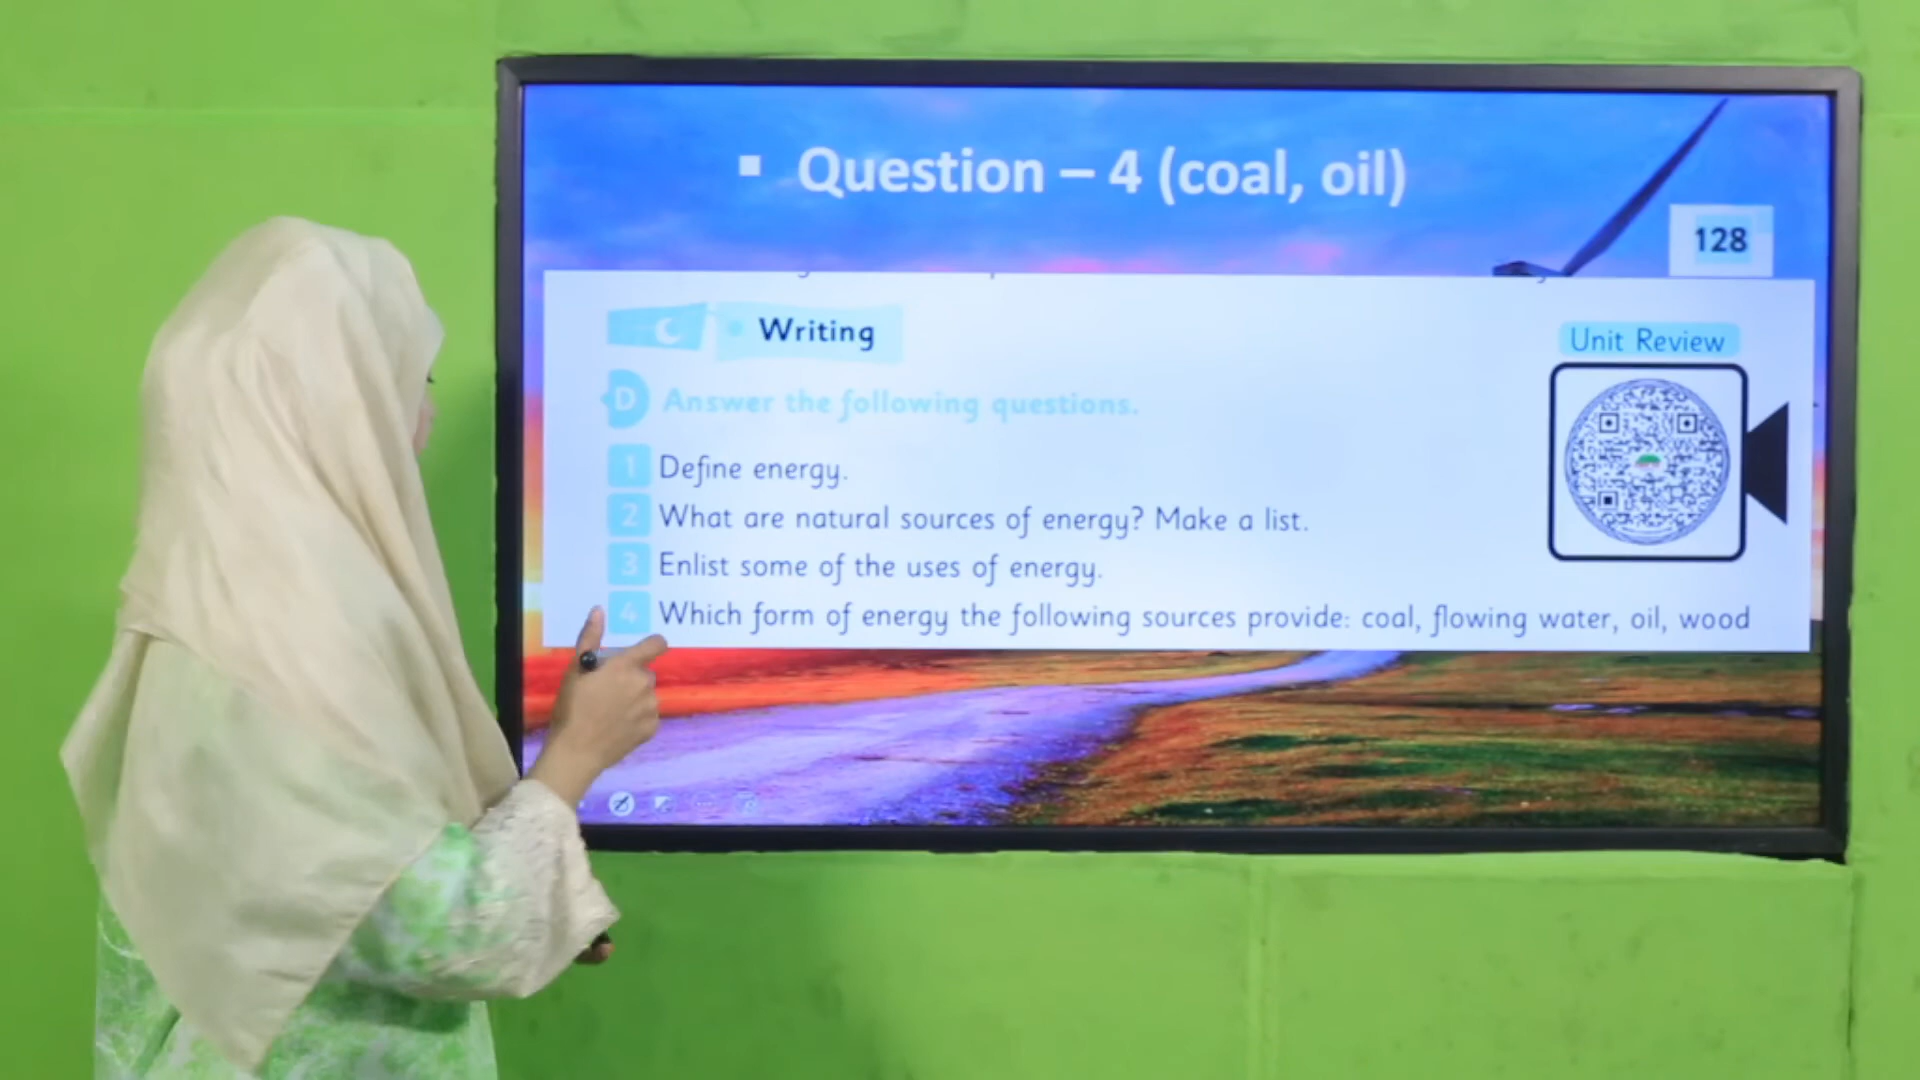 ▪ Question – 4 (coal, oil)
128
Writing
Unit Review
D Answer the following questions.
1 Define energy.
2 What are natural sources of energy? Make a list.
3 Enlist some of the uses of energy.
4 Which form of energy the following sources provide: coal, flowing water, oil, wood